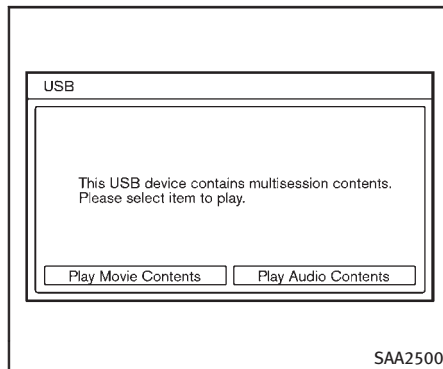 USB
This USB device contains multisession contents.
Please select item to play.
Play Movie Contents
Play Audio Contents
SAA2500